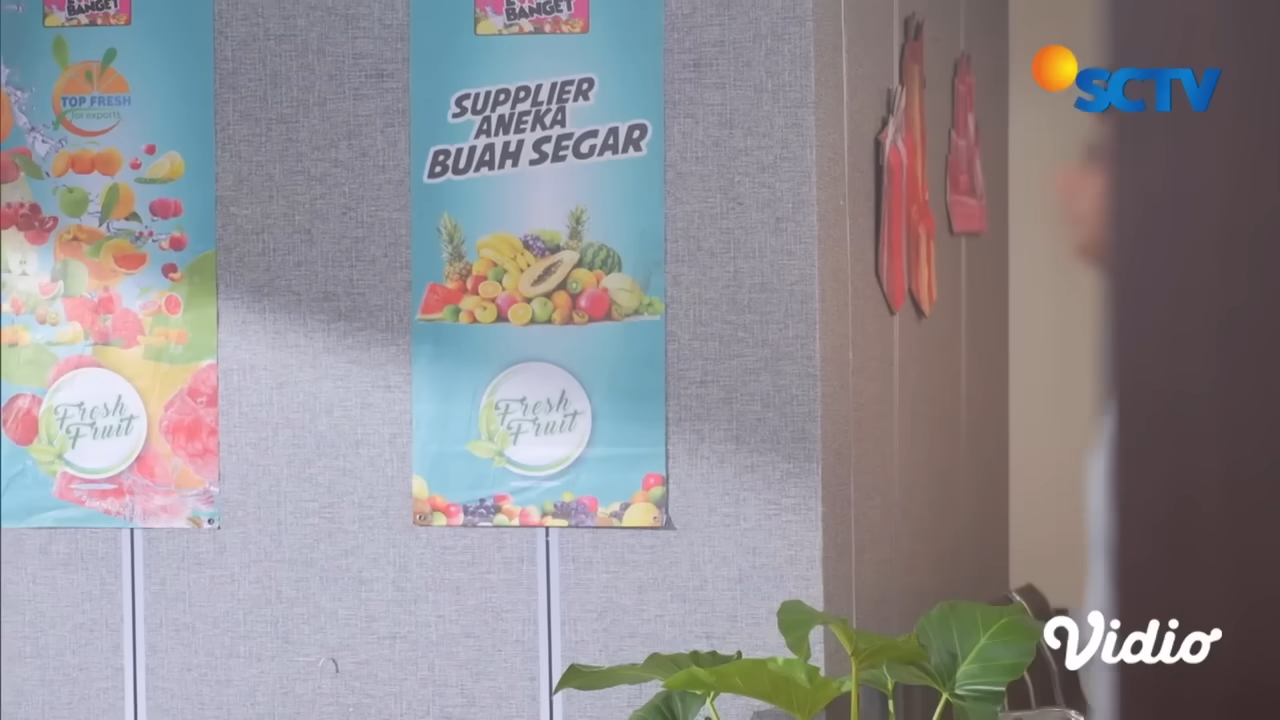 BANGET
BANGET
TOP FRESH
for exports
SUPPLIER
ANEKA
BUAH SEGAR
SCTV
Fresh
Fruit
Fresh
Fruit
Vidio